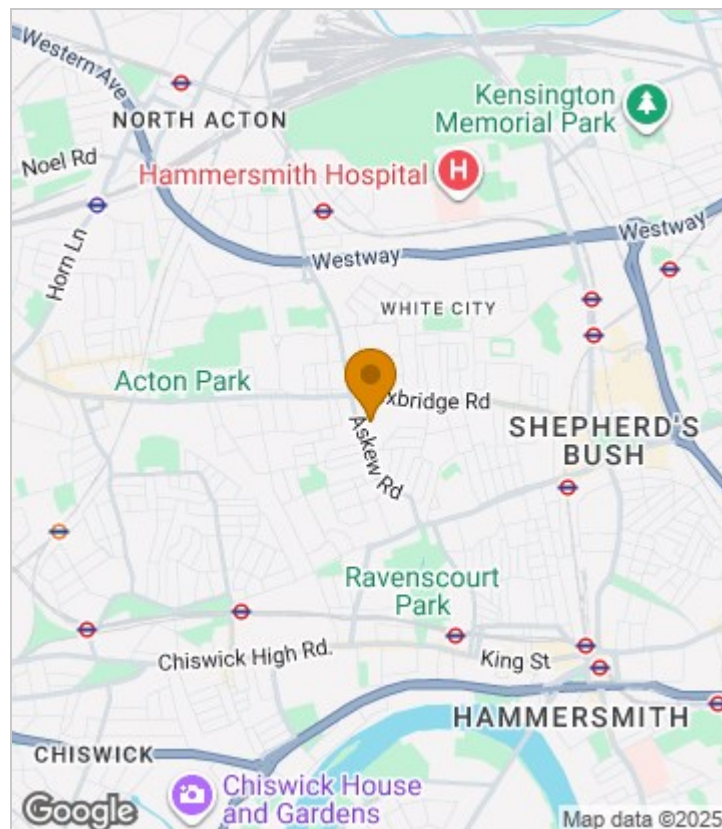 Western Ave
NORTH ACTON
Kensington
Memorial Park
Noel Rd
Hammersmith Hospital
H
Horn Ln
Westway
Westway
WHITE CITY
Acton Park
xbridge Rd
Askew Rd
SHEPHERD'S
BUSH
Ravenscourt
Park
Chiswick High Rd.
King St
HAMMERSMITH
CHISWICK
Chiswick House
and Gardens
Google
Map data ©2025